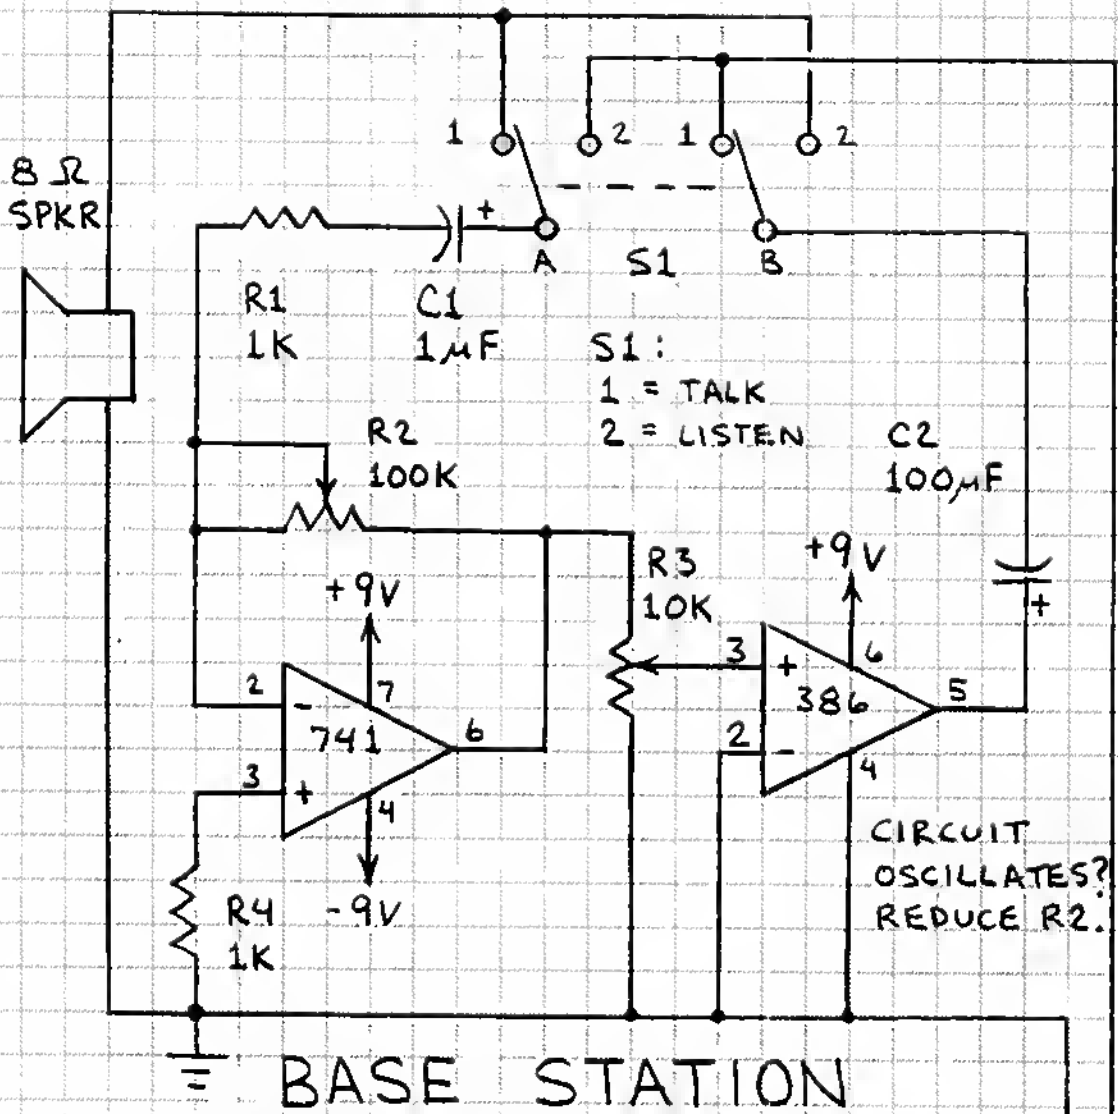 1
2
1
2
8 Ω
SPKR
+
A
S1
B
R1
1K
C1
1μF
S1:
1 = TALK
2 = LISTEN
R2
100K
C2
100μF
+9V
R3
10K
+9V
+
2
-
7
741
6
3
+
4
-9V
3
+
6
386
5
2
-
4
R4
1K
CIRCUIT
OSCILLATES?
REDUCE R2.
BASE STATION